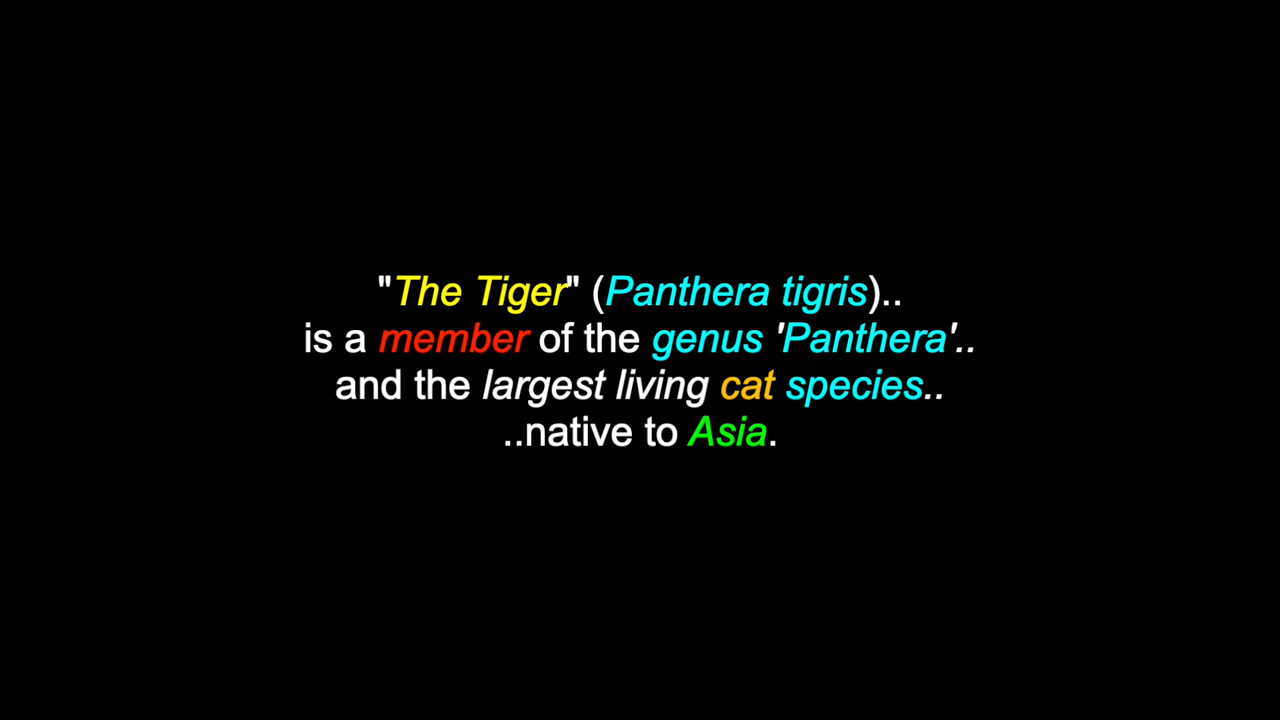 "The Tiger" (Panthera tigris)..
is a member of the genus 'Panthera'..
and the largest living cat species..
..native to Asia.